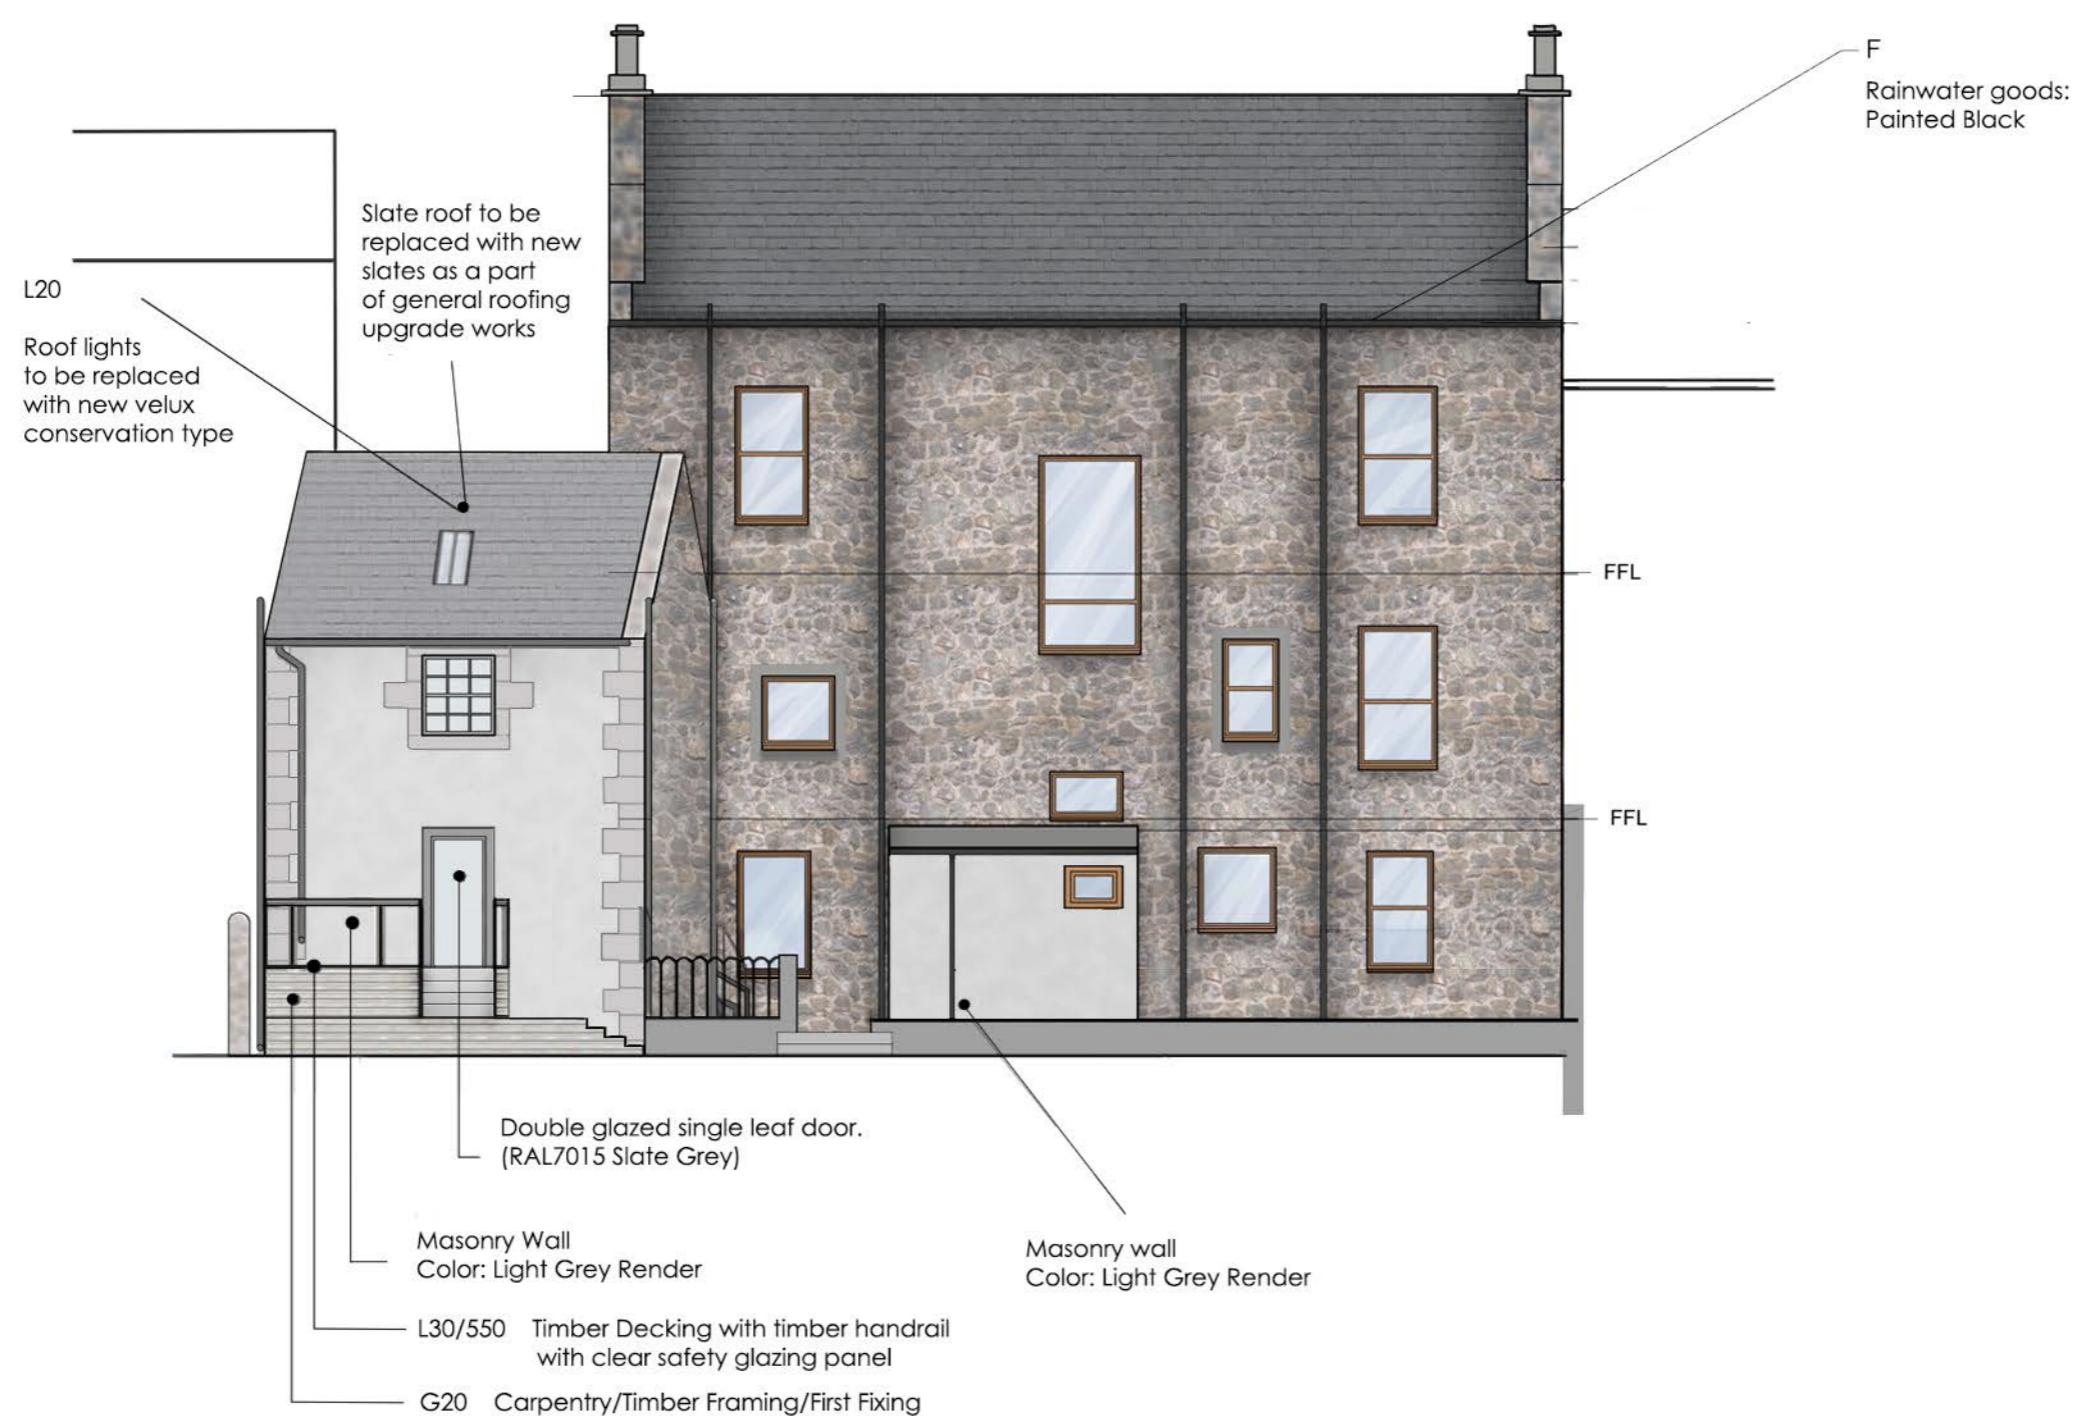 F
Rainwater goods:
Painted Black
Slate roof to be
replaced with new
slates as a part
of general roofing
upgrade works
L20
Roof lights
to be replaced
with new velux
conservation type
FFL
FFL
Double glazed single leaf door.
(RAL7015 Slate Grey)
Masonry Wall
Color: Light Grey Render
Masonry wall
Color: Light Grey Render
L30/550 Timber Decking with timber handrail
with clear safety glazing panel
G20 Carpentry/Timber Framing/First Fixing